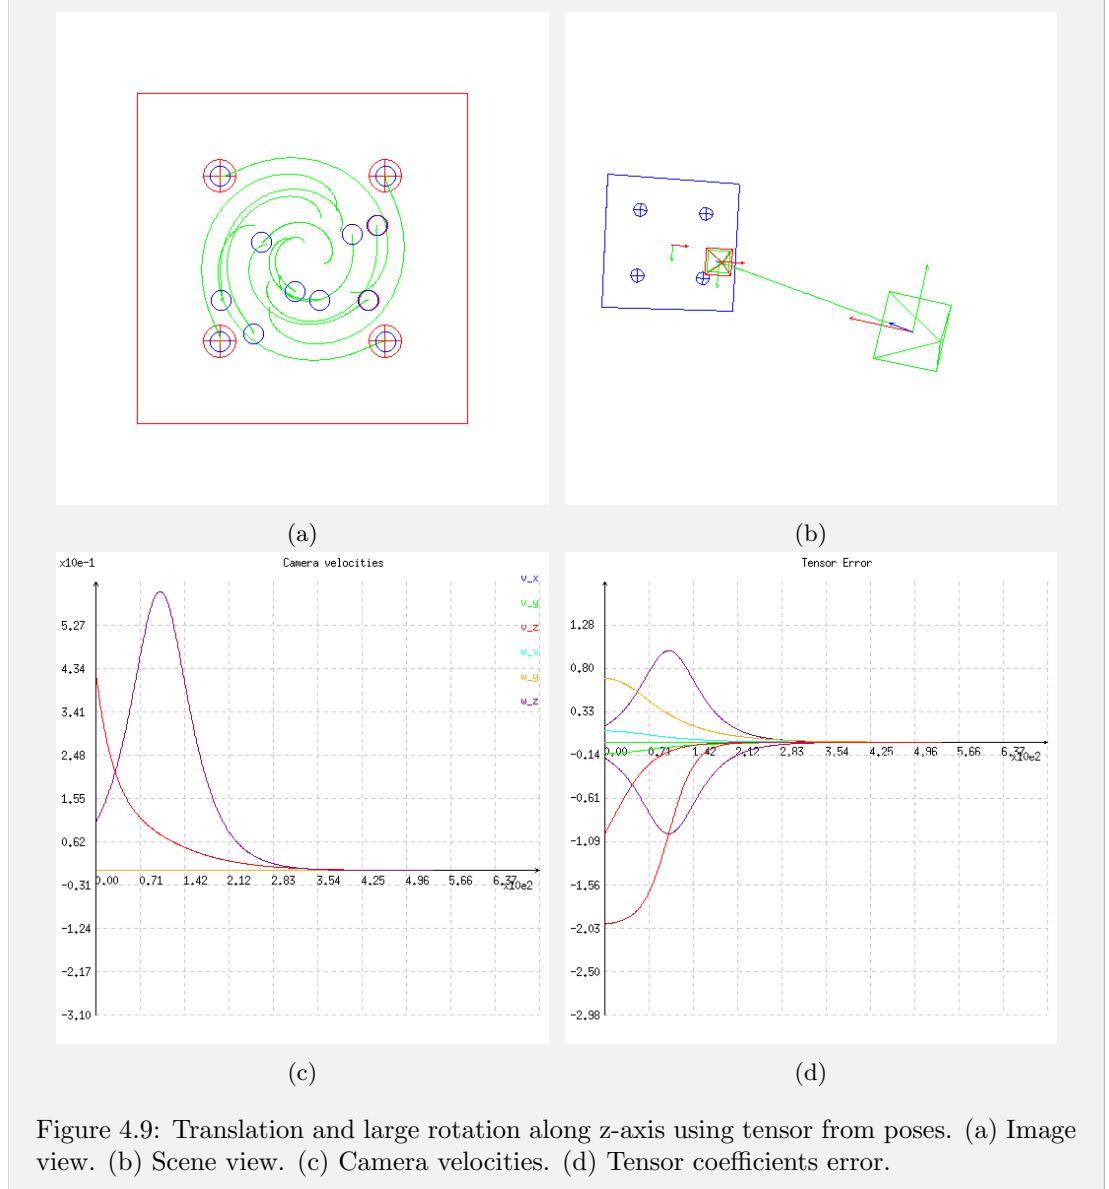 (a)
(b)
x10e-1
Camera velocities
v_x
v_y
v_z
w_x
w_y
w_z
5,27
4,34
3,41
2,48
1,55
0,62
-0,31
-1,24
-2,17
-3,10
0,00 0,71 1,42 2,12 2,83 3,54 4,25 4,96 5,66 6,37
x10e2
Tensor Error
1,28
0,80
0,33
-0,14
-0,61
-1,09
-1,56
-2,03
-2,50
-2,98
0,00 0,71 1,42 2,12 2,83 3,54 4,25 4,96 5,66 6,37
x10e2
(c)
(d)
Figure 4.9: Translation and large rotation along z-axis using tensor from poses. (a) Image
view. (b) Scene view. (c) Camera velocities. (d) Tensor coefficients error.